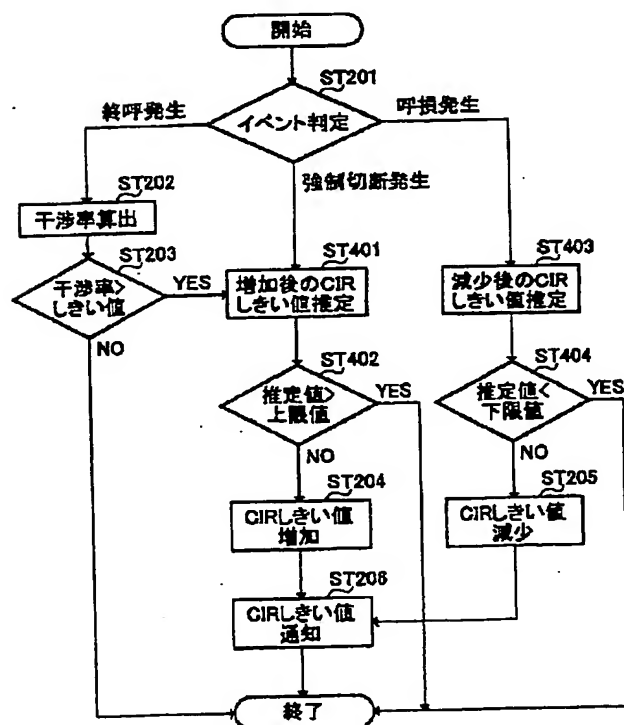 開始
ST201
イベント判定
終呼発生
呼損発生
強制切断発生
ST202
干渉率算出
ST203
干渉率>
しきい値
YES
NO
ST401
増加後のCIR
しきい値推定
ST403
減少後のCIR
しきい値推定
ST402
推定値>
上限値
YES
NO
ST404
推定値<
下限値
YES
NO
ST204
CIRしきい値
増加
ST205
CIRしきい値
減少
ST206
CIRしきい値
通知
終了